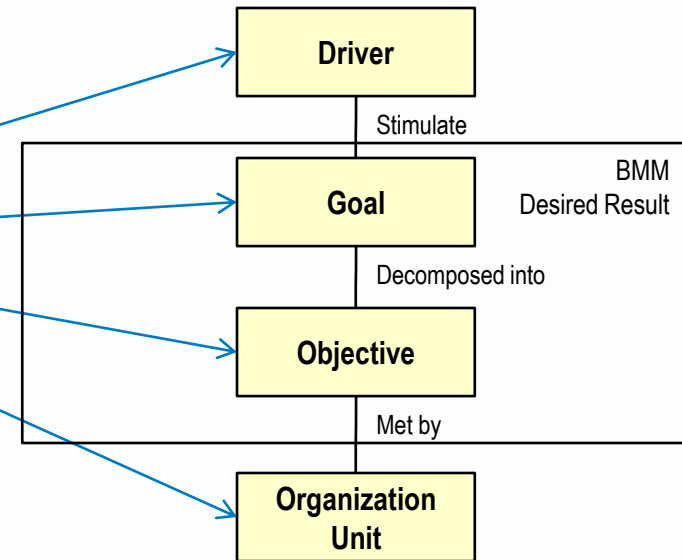 Driver
Stimulate
BMM
Desired Result
Goal
Decomposed into
Objective
Met by
Organization
Unit